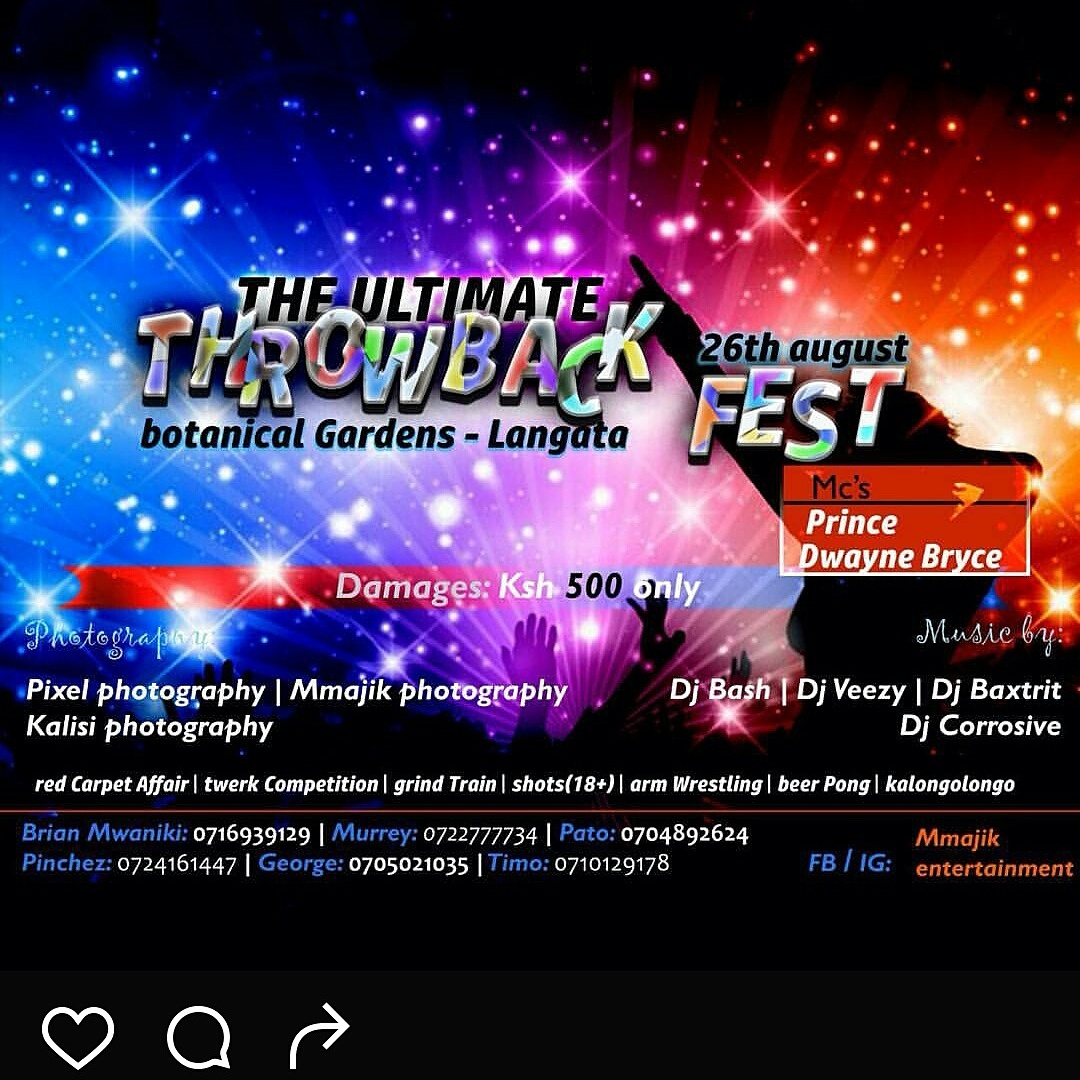 THE ULTIMATE
THROWBACK
26th august
FEST
botanical Gardens - Langata
Mc's
Prince
Dwayne Bryce
Damages: Ksh 500 only
Photography:
Music by:
Pixel photography | Mmajik photography
Kalisi photography
Dj Bash | Dj Veezy | Dj Baxtrit
Dj Corrosive
red Carpet Affair | twerk Competition | grind Train | shots(18+) | arm Wrestling | beer Pong | kalongolongo
Brian Mwaniki: 0716939129 | Murrey: 0722777734 | Pato: 0704892624
Pinchez: 0724161447 | George: 0705021035 | Timo: 0710129178
FB / IG: Mmajik
entertainment